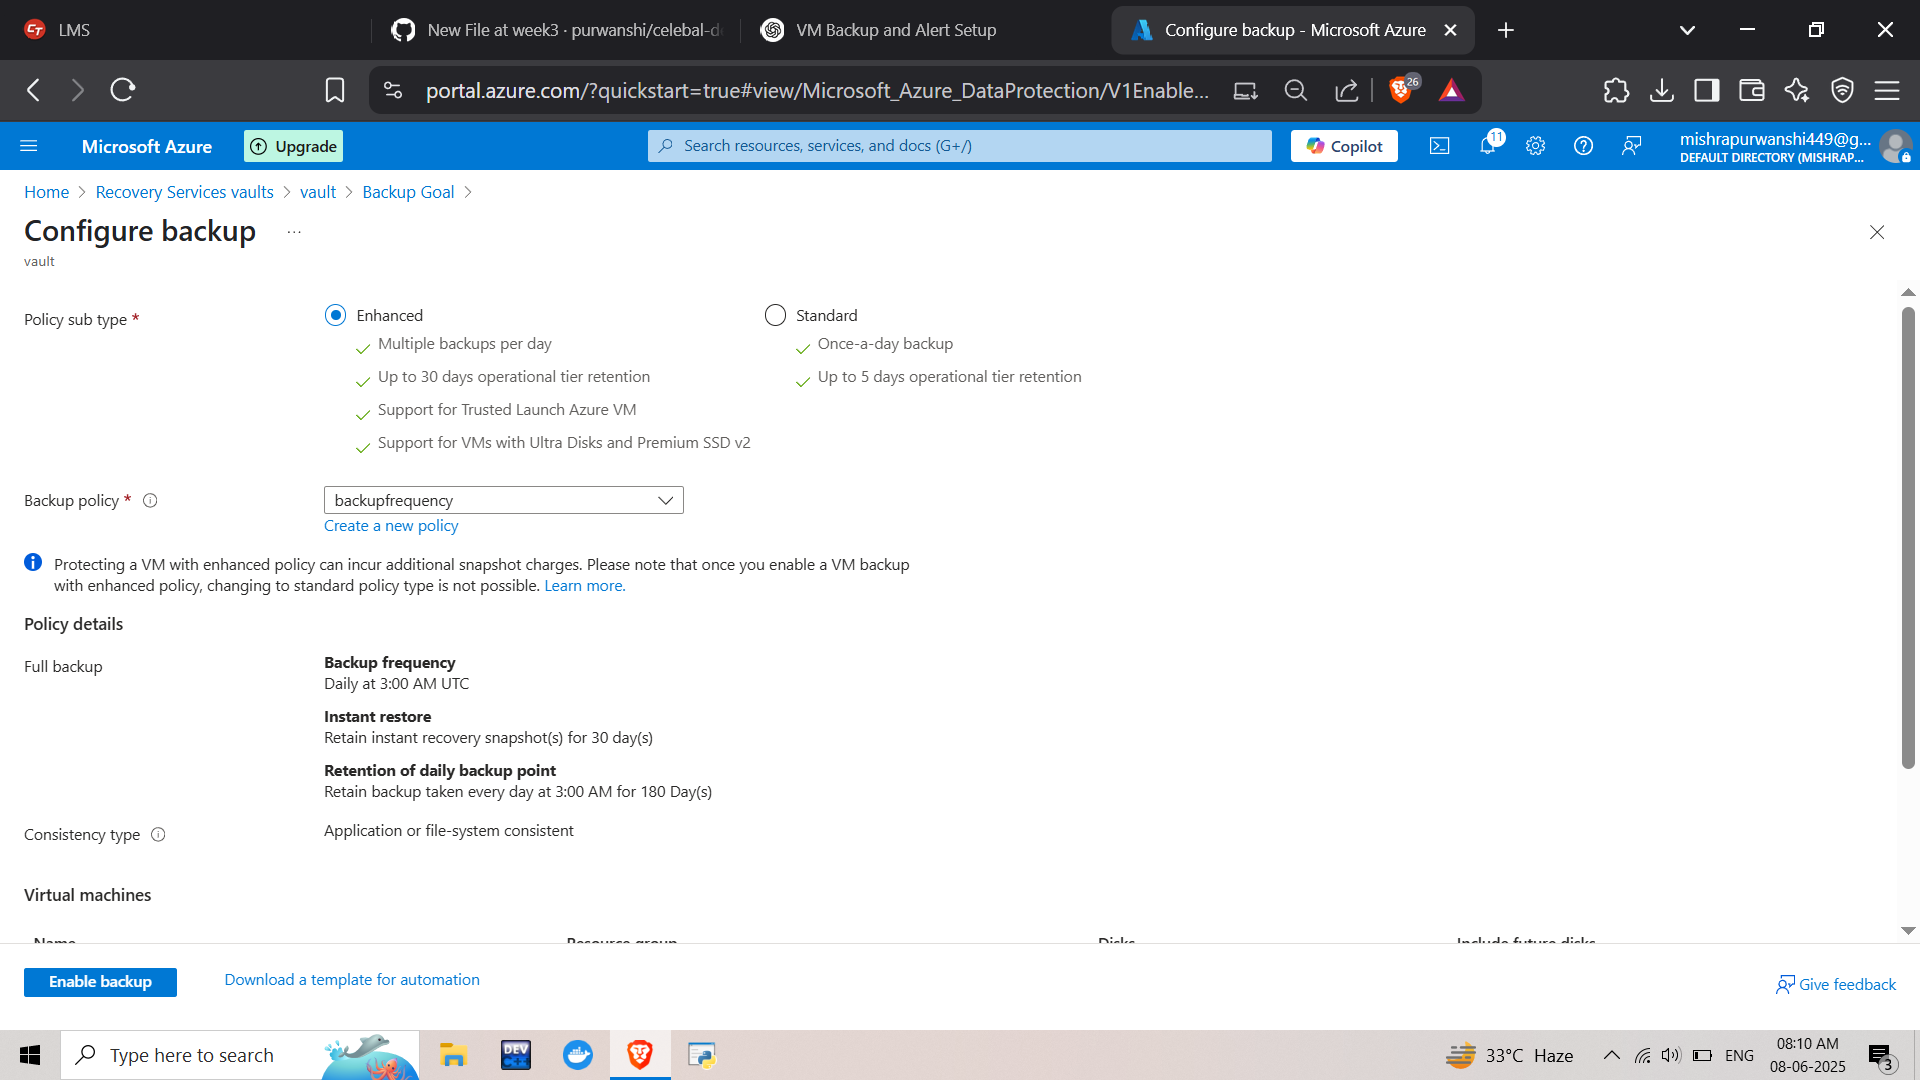 LMS
New File at week3 · purwanshi/celebal-d
VM Backup and Alert Setup
Configure backup - Microsoft Azure
portal.azure.com/?quickstart=true#view/Microsoft_Azure_DataProtection/V1Enable...
26
Microsoft Azure
Upgrade
Search resources, services, and docs (G+/)
Copilot
11
mishrapurwanshi449@g...
DEFAULT DIRECTORY (MISHRAP...
Home > Recovery Services vaults > vault > Backup Goal >
Configure backup ...
vault
Policy sub type *
Enhanced
Multiple backups per day
Up to 30 days operational tier retention
Support for Trusted Launch Azure VM
Support for VMs with Ultra Disks and Premium SSD v2
Standard
Once-a-day backup
Up to 5 days operational tier retention
Backup policy *
backupfrequency
Create a new policy
Protecting a VM with enhanced policy can incur additional snapshot charges. Please note that once you enable a VM backup
with enhanced policy, changing to standard policy type is not possible. Learn more.
Policy details
Full backup
Backup frequency
Daily at 3:00 AM UTC
Instant restore
Retain instant recovery snapshot(s) for 30 day(s)
Retention of daily backup point
Retain backup taken every day at 3:00 AM for 180 Day(s)
Consistency type
Application or file-system consistent
Virtual machines
Name Resource group Disks Include future disks
Enable backup
Download a template for automation
Give feedback
Type here to search
DEV
C++
33°C Haze
ENG
08:10 AM
08-06-2025
3